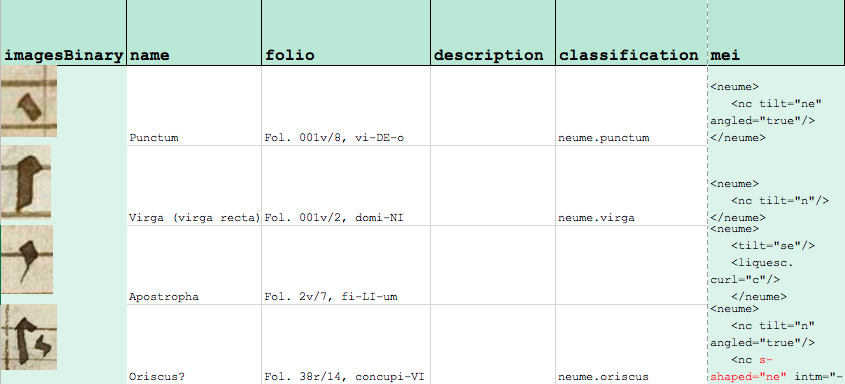 imagesBinary name folio description classification mei
<neume>
<nc tilt="ne"
angled="true"/>
</neume>
Punctum Fol. 001v/8, vi-DE-o neume.punctum
<neume>
<nc tilt="n"/>
</neume>
Virga (virga recta) Fol. 001v/2, domi-NI neume.virga
<neume>
<tilt="se"/>
<liquesc.
curl="c"/>
</neume>
Apostropha Fol. 2v/7, fi-LI-um
<neume>
<nc tilt="n"
angled="true"/>
<nc s-
shaped="ne" intm="-
Oriscus? Fol. 38r/14, concupi-VI neume.oriscus